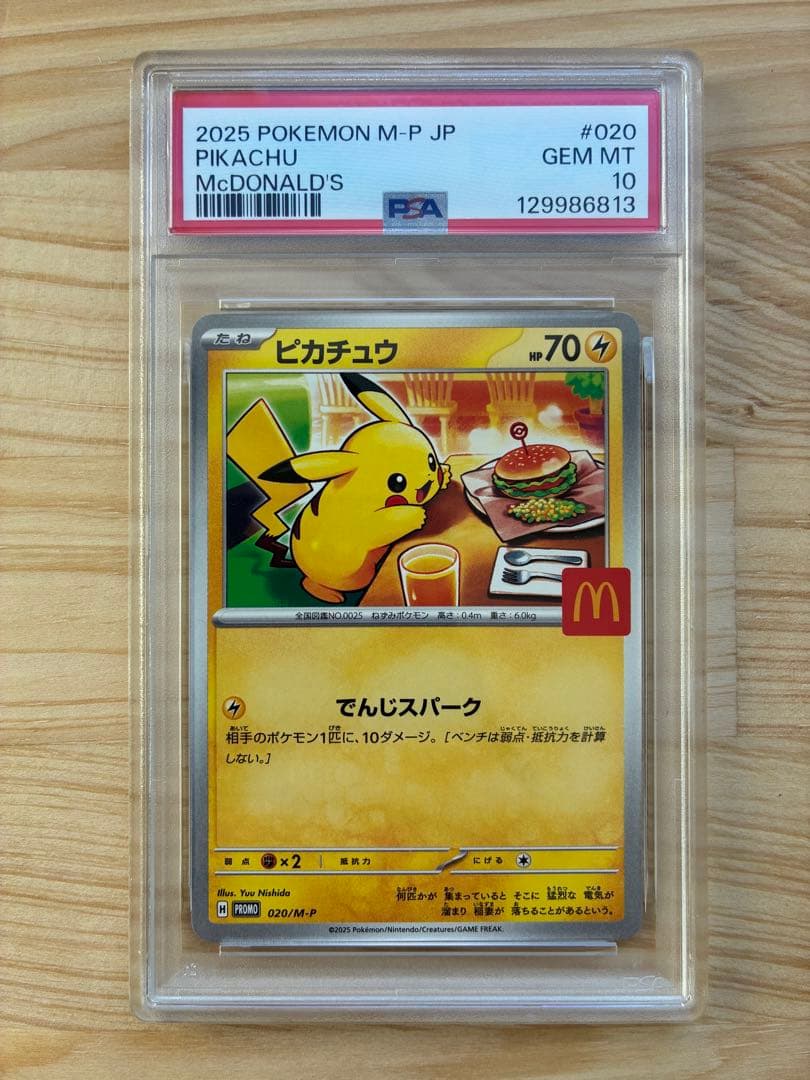 2025 POKEMON M-P JP #020
PIKACHU GEM MT
McDONALD'S 10
PSA 129986813
たね ピカチュウ HP70
全国図鑑NO.0025 ねずみポケモン 高さ:0.4m 重さ:6.0kg
でんじスパーク
相手のポケモン1匹に、10ダメージ。[ベンチは弱点・抵抗力を計算
しない。]
弱点 ×2 抵抗力 にげる
Illus. Yuu Nishida
何匹かが 集まっていると そこに 猛烈な 電気が
溜まり 稲妻が 落ちることがあるという。
H PROMO 020/M-P
©2025 Pokémon/Nintendo/Creatures/GAME FREAK.